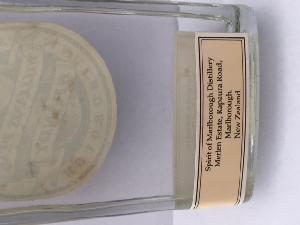 Spirit of Marlborough Distillery
Merlen Estate, Rapaura Road,
Marlborough.
New Zealand